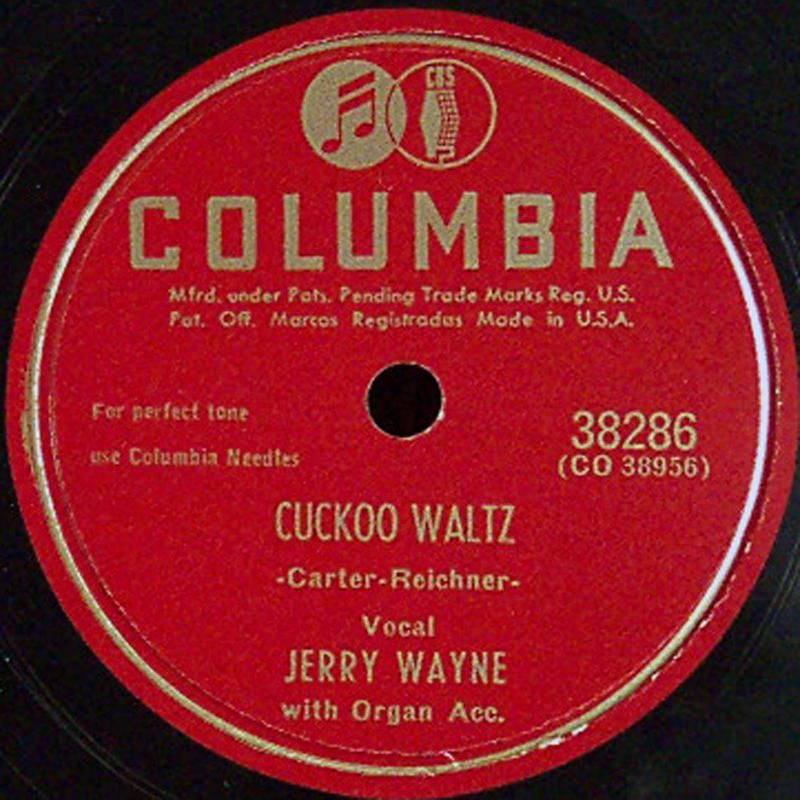 CBS
COLUMBIA
Mfrd. under Pats. Pending Trade Marks Reg. U.S.
Pat. Off. Marcas Registradas Made in U.S.A.
For perfect tone
use Columbia Needles
38286
(CO 38956)
CUCKOO WALTZ
-Carter-Reichner-
Vocal
JERRY WAYNE
with Organ Acc.